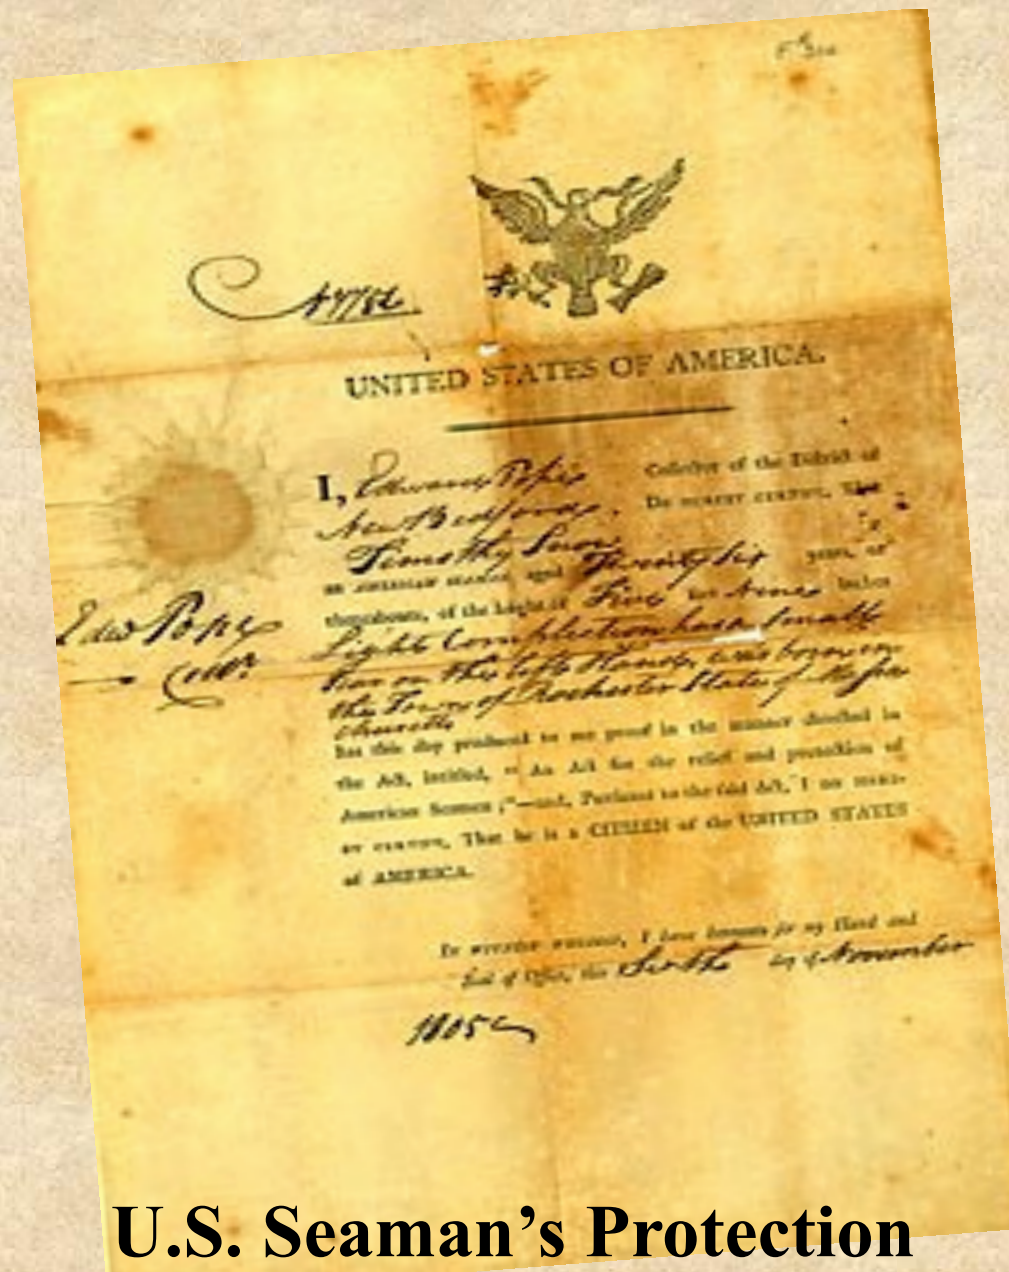 UNITED STATES OF AMERICA.
I, Edward Pope Collector of the District of
New Bedford. Do HEREBY CERTIFY, That
Timothy
an AMERICAN SEAMAN, aged Twenty six years, or
thereabouts, of the height of Five feet inches
Light Complection has a small
on the left Hand, was born in
the Town of Rochester State of Massa
chusetts
has this day produced to me proof in the manner directed in
the Act, intitled, "An Act for the relief and protection of
American Seamen;"—and, Pursuant to the said Act, I DO HERE-
BY CERTIFY, That he is a CITIZEN of the UNITED STATES
of AMERICA.
Edw Pope
Collr
In WITNESS WHEREOF, I have hereunto set my Hand and
Seal of Office, this day of November
1805
U.S. Seaman’s Protection